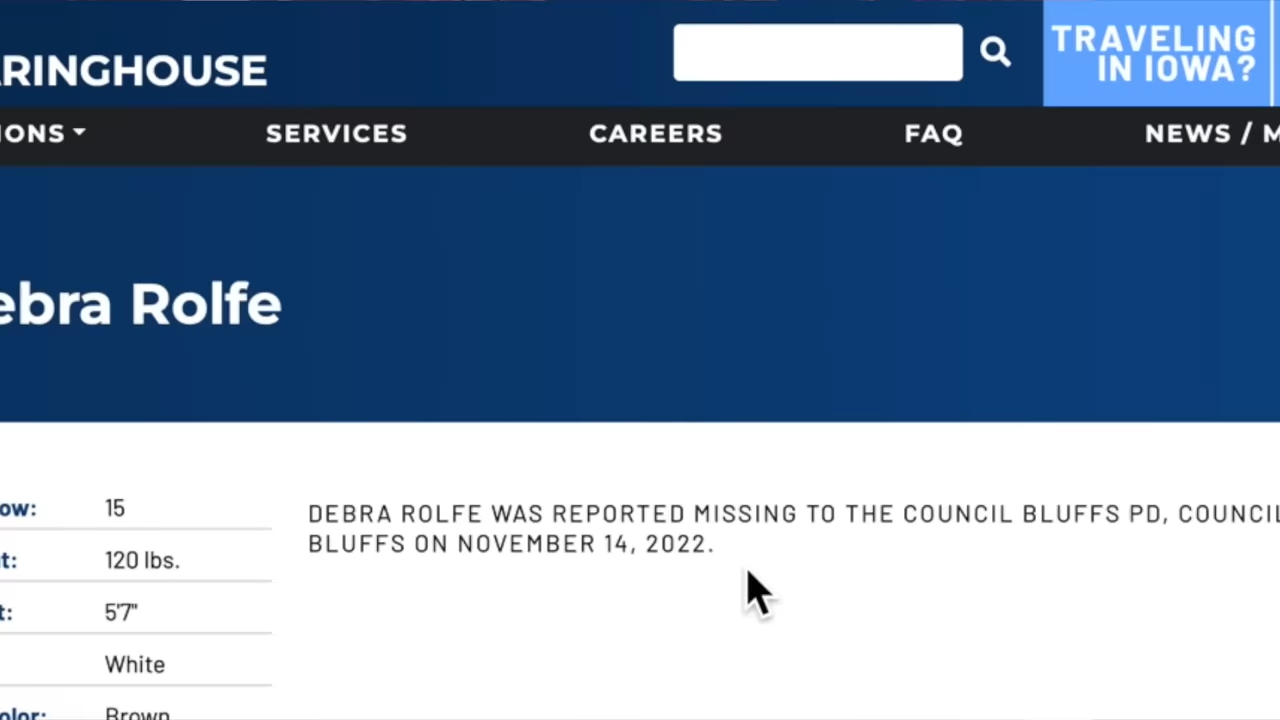 ARINGHOUSE
TRAVELING
IN IOWA?
IONS
SERVICES
CAREERS
FAQ
NEWS / M
ebra Rolfe
ow: 15
t: 120 lbs.
t: 5'7"
White
olor: Brown
DEBRA ROLFE WAS REPORTED MISSING TO THE COUNCIL BLUFFS PD, COUNCIL
BLUFFS ON NOVEMBER 14, 2022.